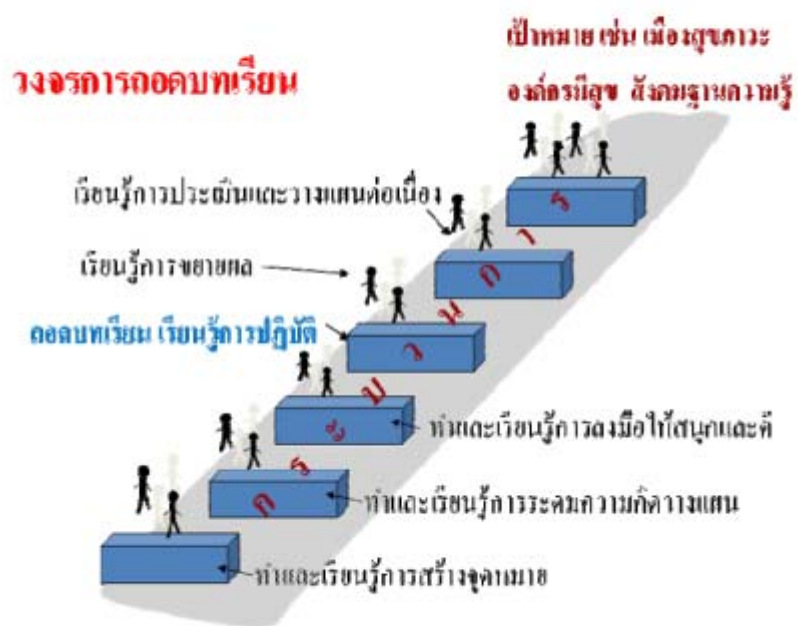 วงจรการถอดบทเรียน
เป้าหมาย เช่น เมืองสุขภาวะ
องค์กรมีสุข สังคมฐานความรู้
เรียนรู้การประเมินและวางแผนต่อเนื่อง
เรียนรู้การขยายผล
ถอดบทเรียน เรียนรู้การปฏิบัติ
ทำและเรียนรู้การลงมือให้สนุกและดี
ทำและเรียนรู้การระดมความคิดวางแผน
ทำและเรียนรู้การสร้างจุดหมาย
กระบวนการ